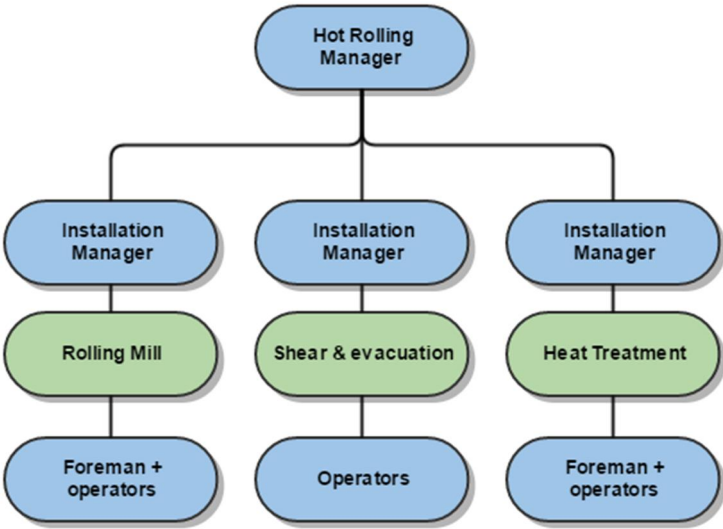 Hot Rolling
Manager
Installation
Manager
Installation
Manager
Installation
Manager
Rolling Mill
Shear & evacuation
Heat Treatment
Foreman +
operators
Operators
Foreman +
operators